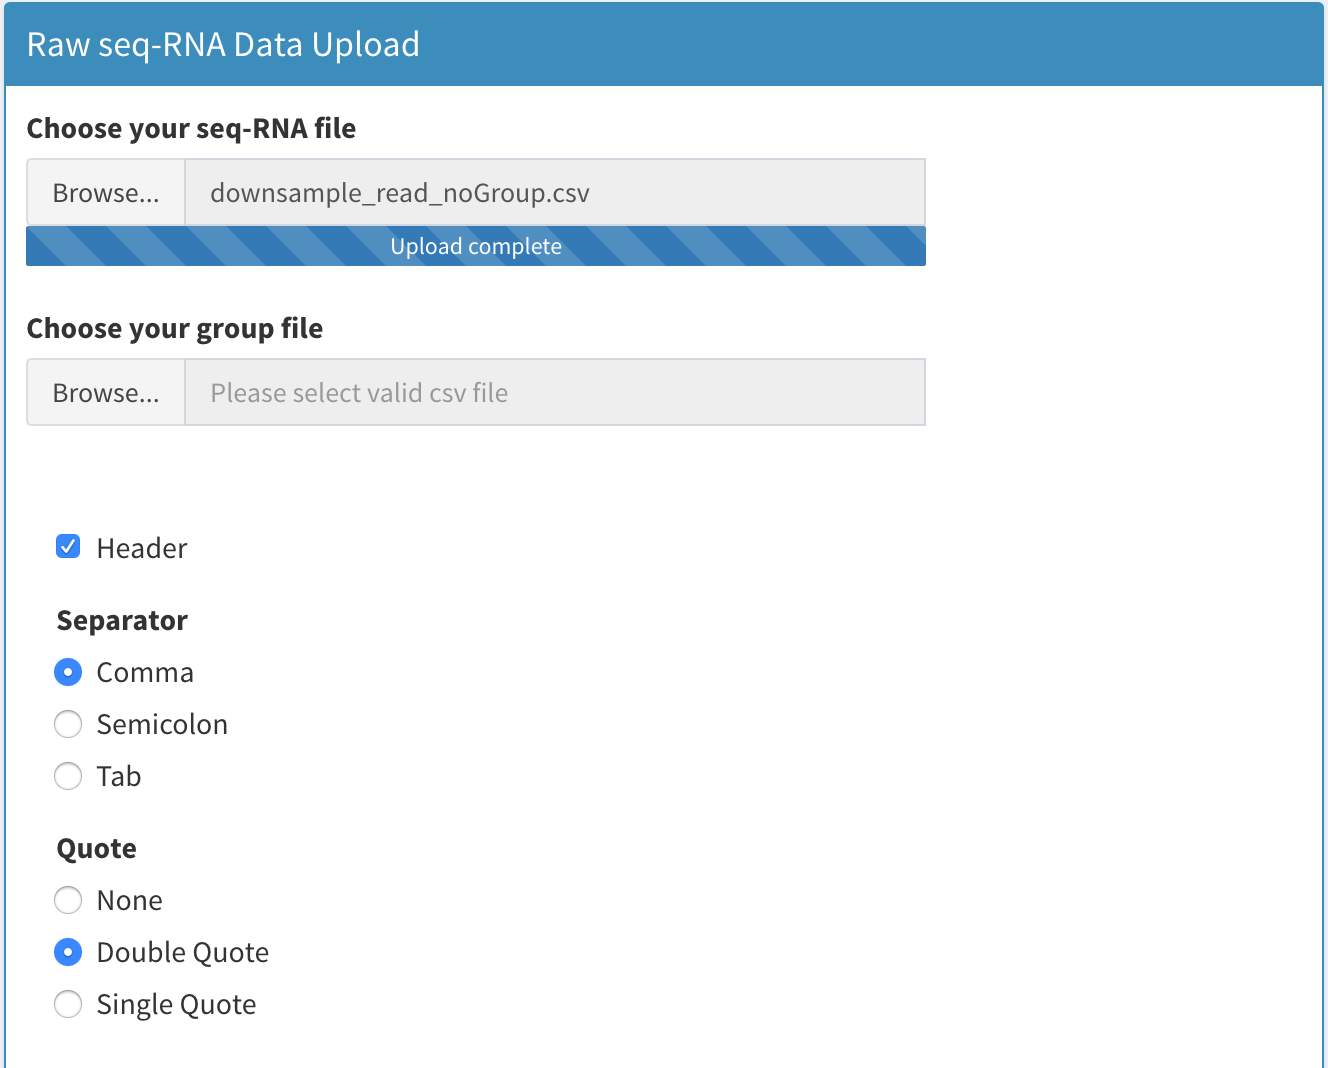 Raw seq-RNA Data Upload
Choose your seq-RNA file
Browse... downsample_read_noGroup.csv
Upload complete
Choose your group file
Browse... Please select valid csv file
Header
Separator
Comma
Semicolon
Tab
Quote
None
Double Quote
Single Quote